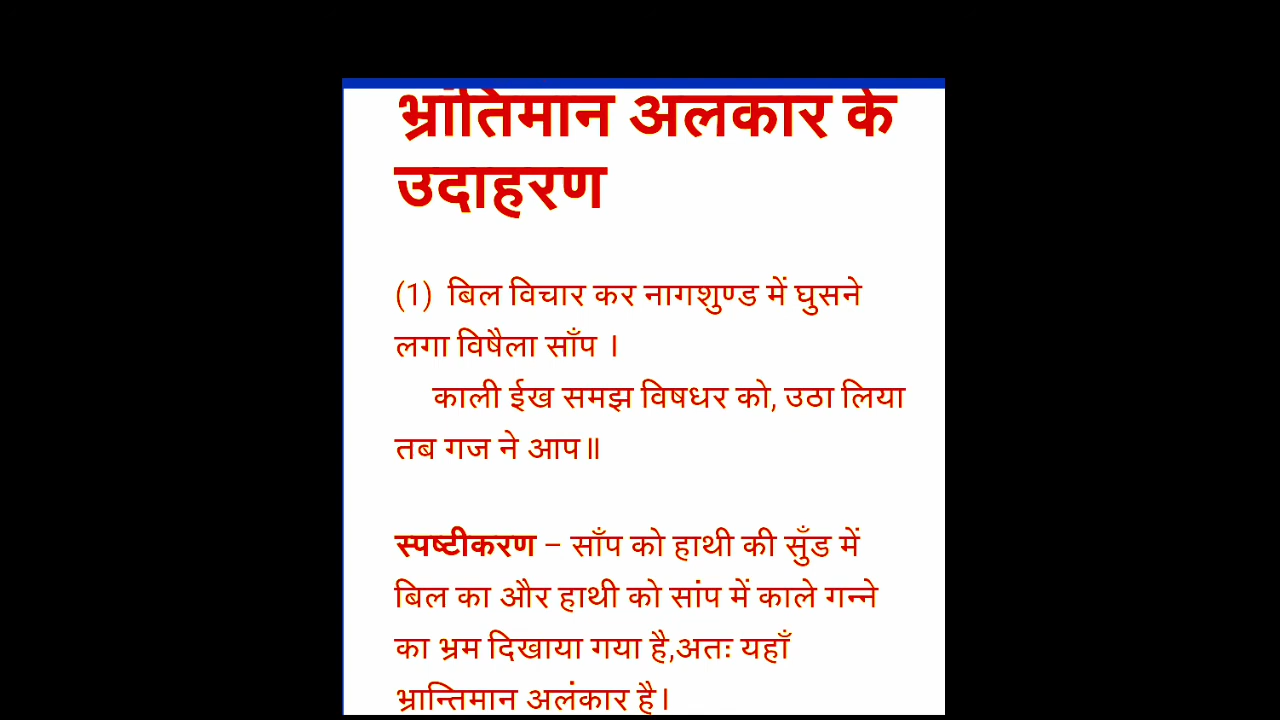 भ्रांतिमान अलंकार के
उदाहरण
(1) बिल विचार कर नागशुण्ड में घुसने
लगा विषैला साँप ।
काली ईख समझ विषधर को, उठा लिया
तब गज ने आप॥
स्पष्टीकरण – साँप को हाथी की सुँड में
बिल का और हाथी को सांप में काले गन्ने
का भ्रम दिखाया गया है,अतः यहाँ
भ्रान्तिमान अलंकार है।